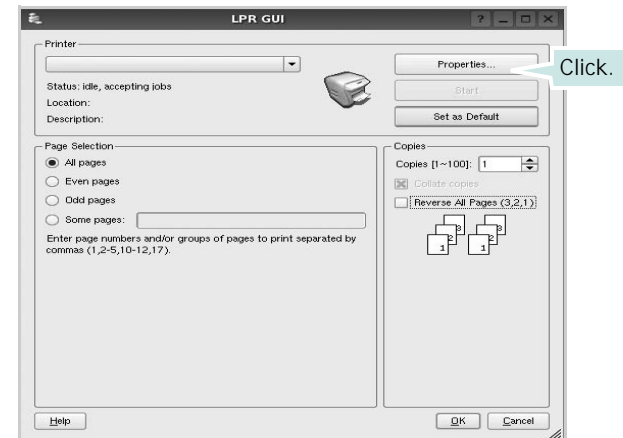 LPR GUI
Printer
Properties...
Click.
Status: idle, accepting jobs
Start
Location:
Description:
Set as Default
Page Selection
Copies
All pages
Copies [1~100]: 1
Even pages
Collate copies
Odd pages
Reverse All Pages (3,2,1)
Some pages:
Enter page numbers and/or groups of pages to print separated by
commas (1,2-5,10-12,17).
3 3
2 2
1 1
Help
OK
Cancel